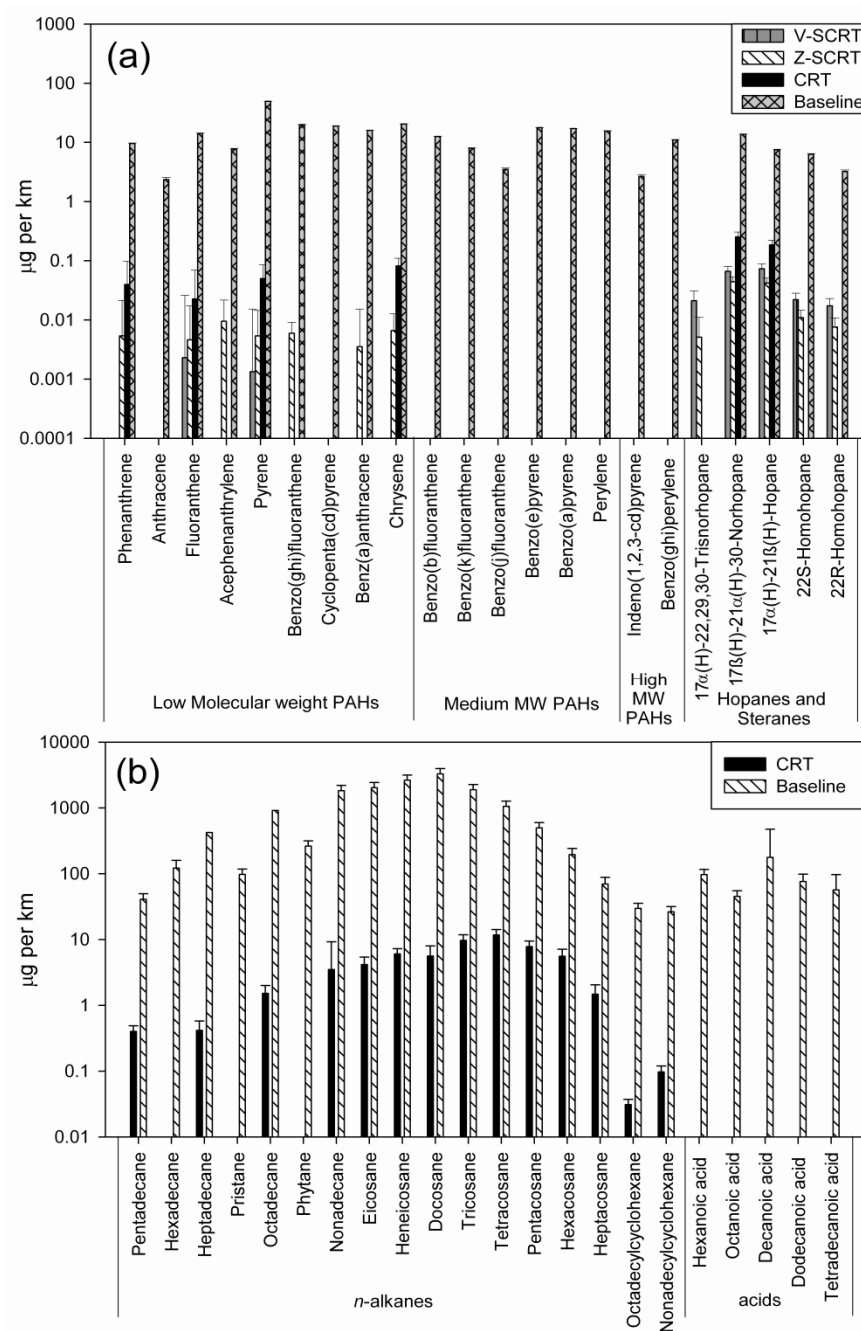 (a)
V-SCRT
Z-SCRT
CRT
Baseline
µg per km
1000
100
10
1
0.1
0.01
0.001
0.0001
Phenanthrene
Anthracene
Fluoranthene
Acephenanthrylene
Pyrene
Benzo(ghi)fluoranthene
Cyclopenta(cd)pyrene
Benz(a)anthracene
Chrysene
Benzo(b)fluoranthene
Benzo(k)fluoranthene
Benzo(j)fluoranthene
Benzo(e)pyrene
Benzo(a)pyrene
Perylene
Indeno(1,2,3-cd)pyrene
Benzo(ghi)perylene
17α(H)-22,29,30-Trisnorhopane
17ß(H)-21α(H)-30-Norhopane
17α(H)-21ß(H)-Hopane
22S-Homohopane
22R-Homohopane
Low Molecular weight PAHs
Medium MW PAHs
High
MW
PAHs
Hopanes and
Steranes
(b)
CRT
Baseline
µg per km
10000
1000
100
10
1
0.1
0.01
Pentadecane
Hexadecane
Heptadecane
Pristane
Octadecane
Phytane
Nonadecane
Eicosane
Heneicosane
Docosane
Tricosane
Tetracosane
Pentacosane
Hexacosane
Heptacosane
Octadecylcyclohexane
Nonadecylcyclohexane
Hexanoic acid
Octanoic acid
Decanoic acid
Dodecanoic acid
Tetradecanoic acid
n-alkanes
acids